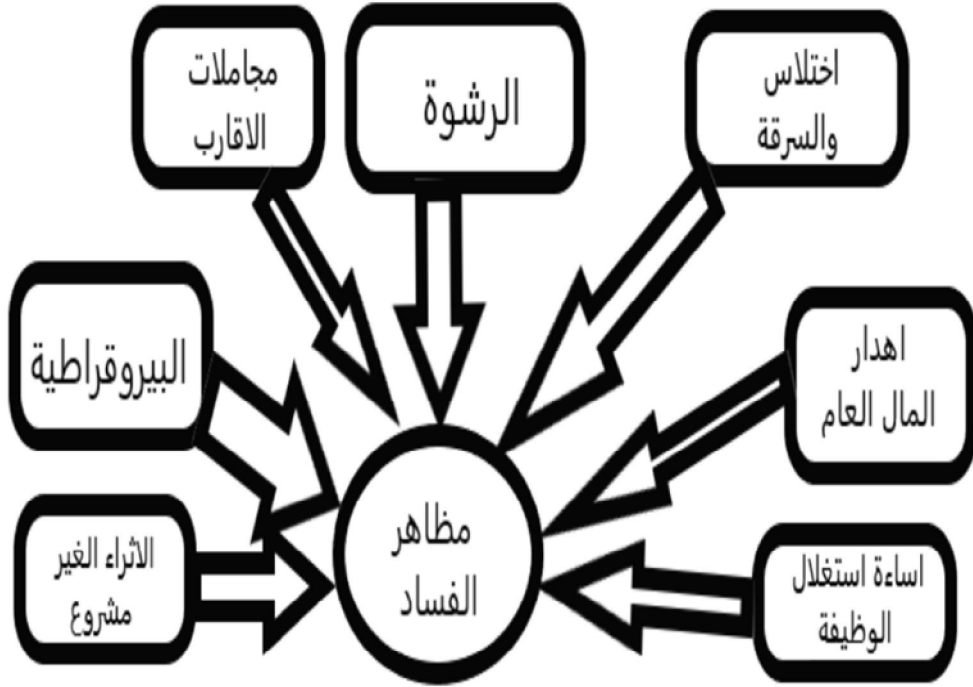 اختلاس
والسرقة
الرشوة
مجاملات
الاقارب
اهدار
المال العام
البيروقراطية
اساءة استغلال
الوظيفة
مظاهر
الفساد
الاثراء الغير
مشروع